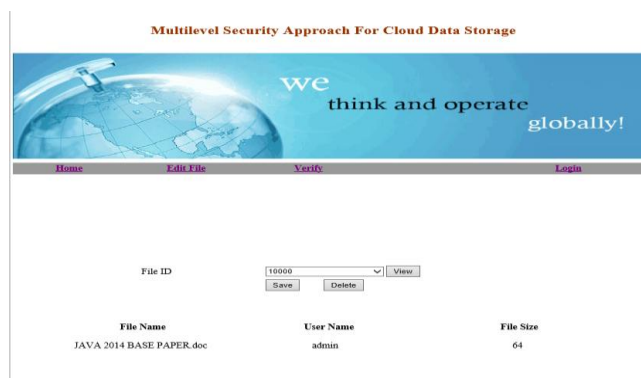 Multilevel Security Approach For Cloud Data Storage
we
think and operate
globally!
Home Edit File Verify Login
File ID 10000 View
Save Delete
File Name User Name File Size
JAVA 2014 BASE PAPER.doc admin 64